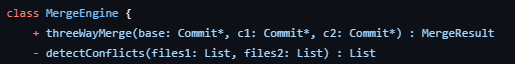 class MergeEngine {
+ threeWayMerge(base: Commit*, c1: Commit*, c2: Commit*) : MergeResult
- detectConflicts(files1: List, files2: List) : List